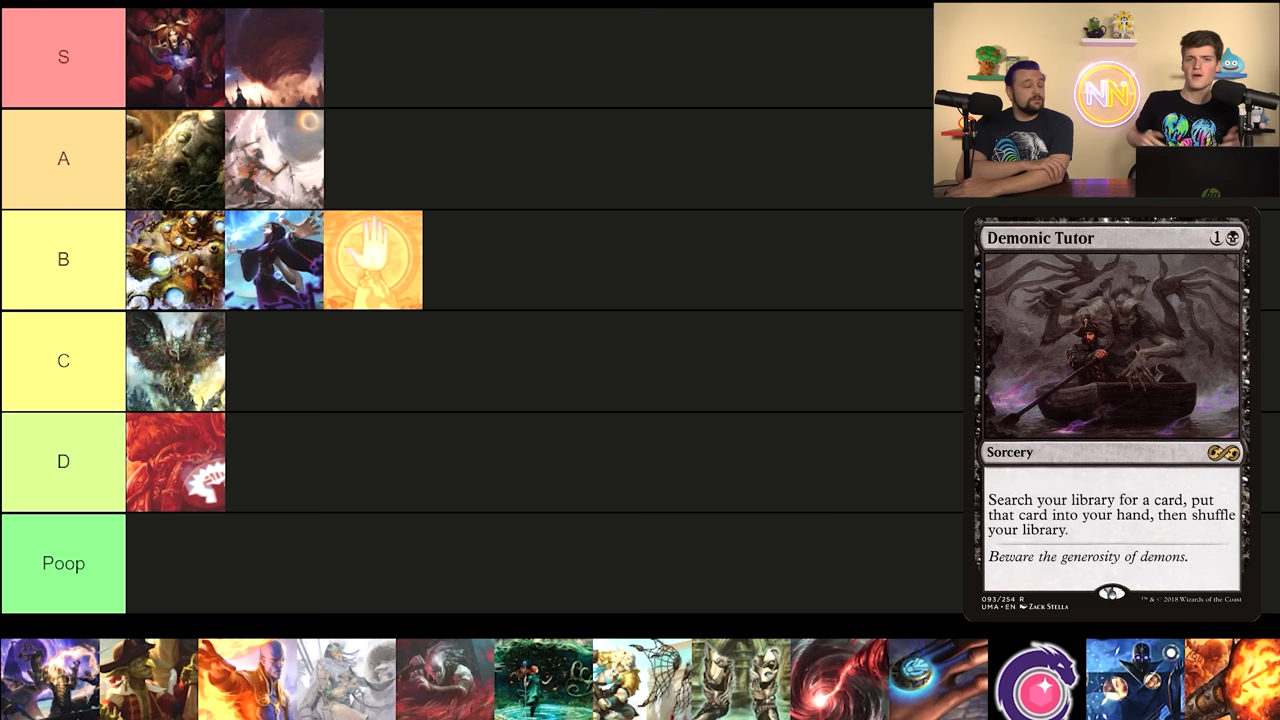 S
A
B
C
D
Poop
NN
Demonic Tutor 1
Sorcery
Search your library for a card, put
that card into your hand, then shuffle
your library.
Beware the generosity of demons.
093/254 R
UMA • EN Zack Stella
™ & © 2018 Wizards of the Coast
hp